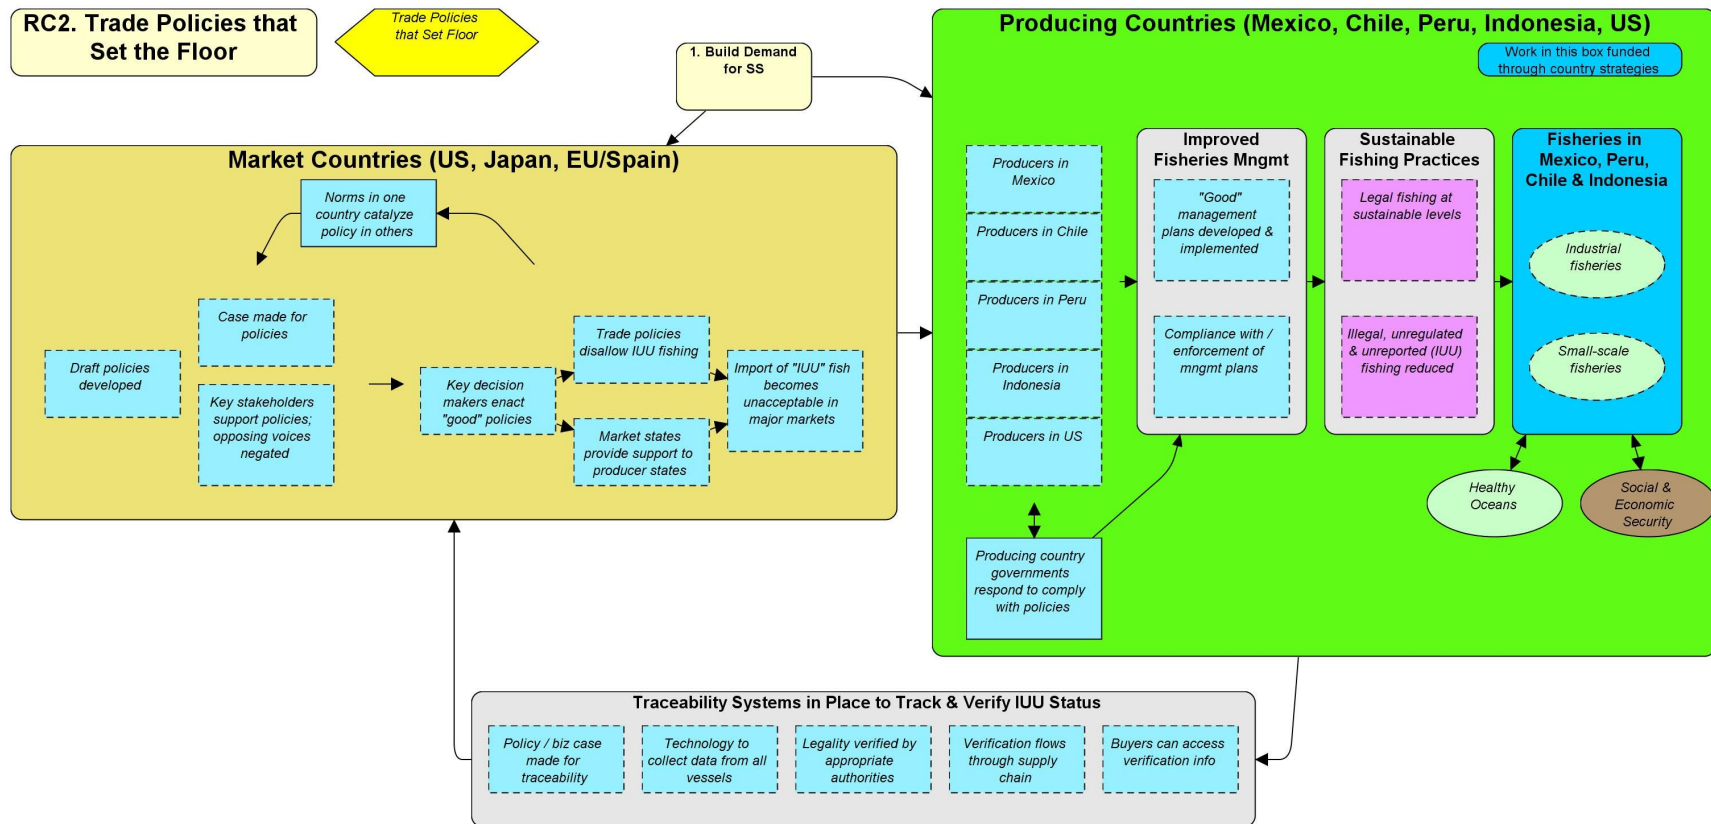 RC2. Trade Policies that
Set the Floor
Trade Policies
that Set Floor
1. Build Demand
for SS
Market Countries (US, Japan, EU/Spain)
Norms in one
country catalyze
policy in others
Draft policies
developed
Case made for
policies
Key stakeholders
support policies;
opposing voices
negated
Key decision
makers enact
"good" policies
Trade policies
disallow IUU fishing
Market states
provide support to
producer states
Import of "IUU" fish
becomes
unacceptable in
major markets
Producing Countries (Mexico, Chile, Peru, Indonesia, US)
Work in this box funded
through country strategies
Producers in
Mexico
Producers in Chile
Producers in Peru
Producers in
Indonesia
Producers in US
Producing country
governments
respond to comply
with policies
Improved
Fisheries Mngmt
"Good"
management
plans developed &
implemented
Compliance with /
enforcement of
mngmt plans
Sustainable
Fishing Practices
Legal fishing at
sustainable levels
Illegal, unregulated
& unreported (IUU)
fishing reduced
Fisheries in
Mexico, Peru,
Chile & Indonesia
Industrial
fisheries
Small-scale
fisheries
Healthy
Oceans
Social &
Economic
Security
Traceability Systems in Place to Track & Verify IUU Status
Policy / biz case
made for
traceability
Technology to
collect data from all
vessels
Legality verified by
appropriate
authorities
Verification flows
through supply
chain
Buyers can access
verification info